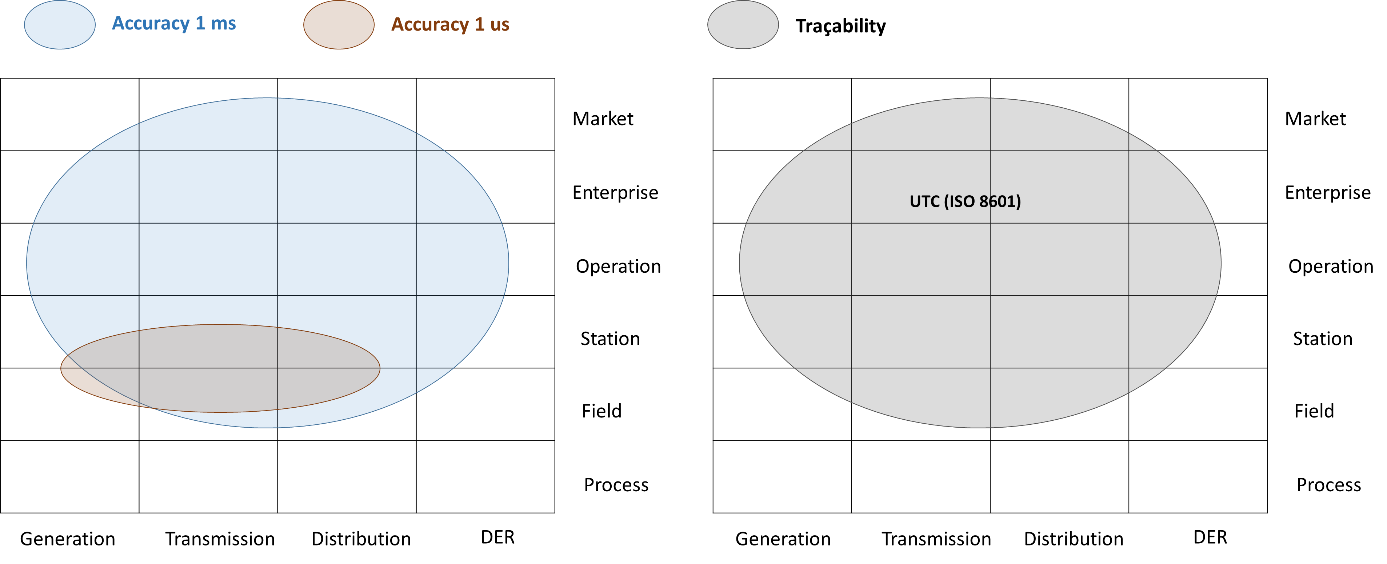 Accuracy 1 ms
Accuracy 1 us
Traçability
Market
Enterprise
Operation
Station
Field
Process
Generation
Transmission
Distribution
DER
UTC (ISO 8601)
Market
Enterprise
Operation
Station
Field
Process
Generation
Transmission
Distribution
DER